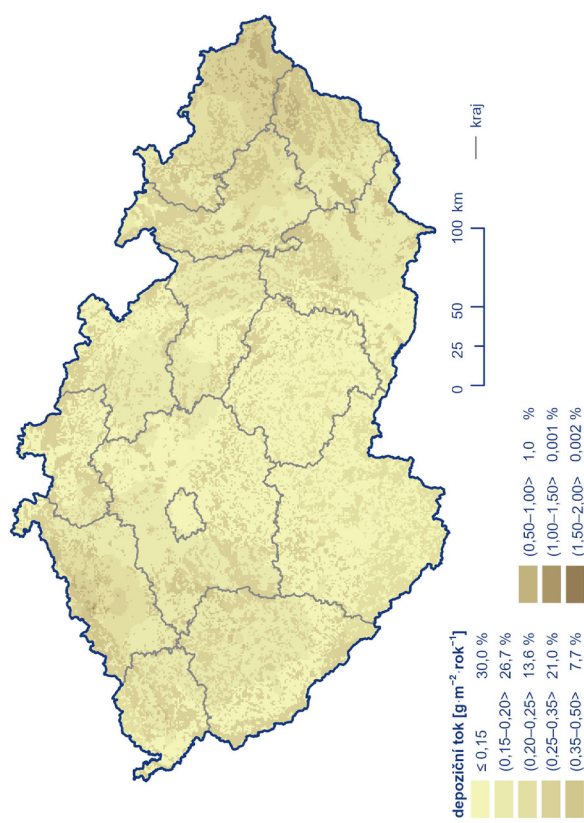 depoziční tok [g·m⁻²·rok⁻¹]
≤ 0,15 30,0 %
(0,15–0,20> 26,7 %
(0,20–0,25> 13,6 %
(0,25–0,35> 21,0 %
(0,35–0,50> 7,7 %
(0,50–1,00> 1,0 %
(1,00–1,50> 0,001 %
(1,50–2,00> 0,002 %
0 25 50 100 km
kraj